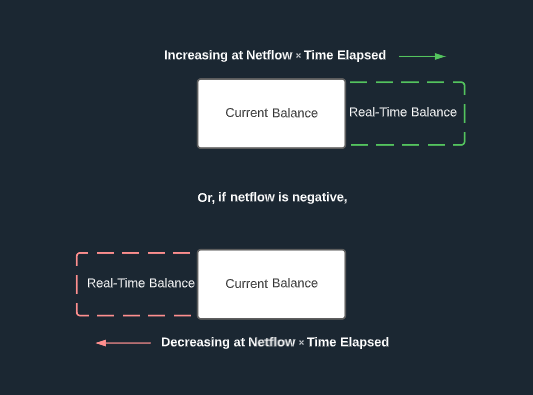 Increasing at Netflow × Time Elapsed
Current Balance
Real-Time Balance
Or, if netflow is negative,
Real-Time Balance
Current Balance
Decreasing at Netflow × Time Elapsed